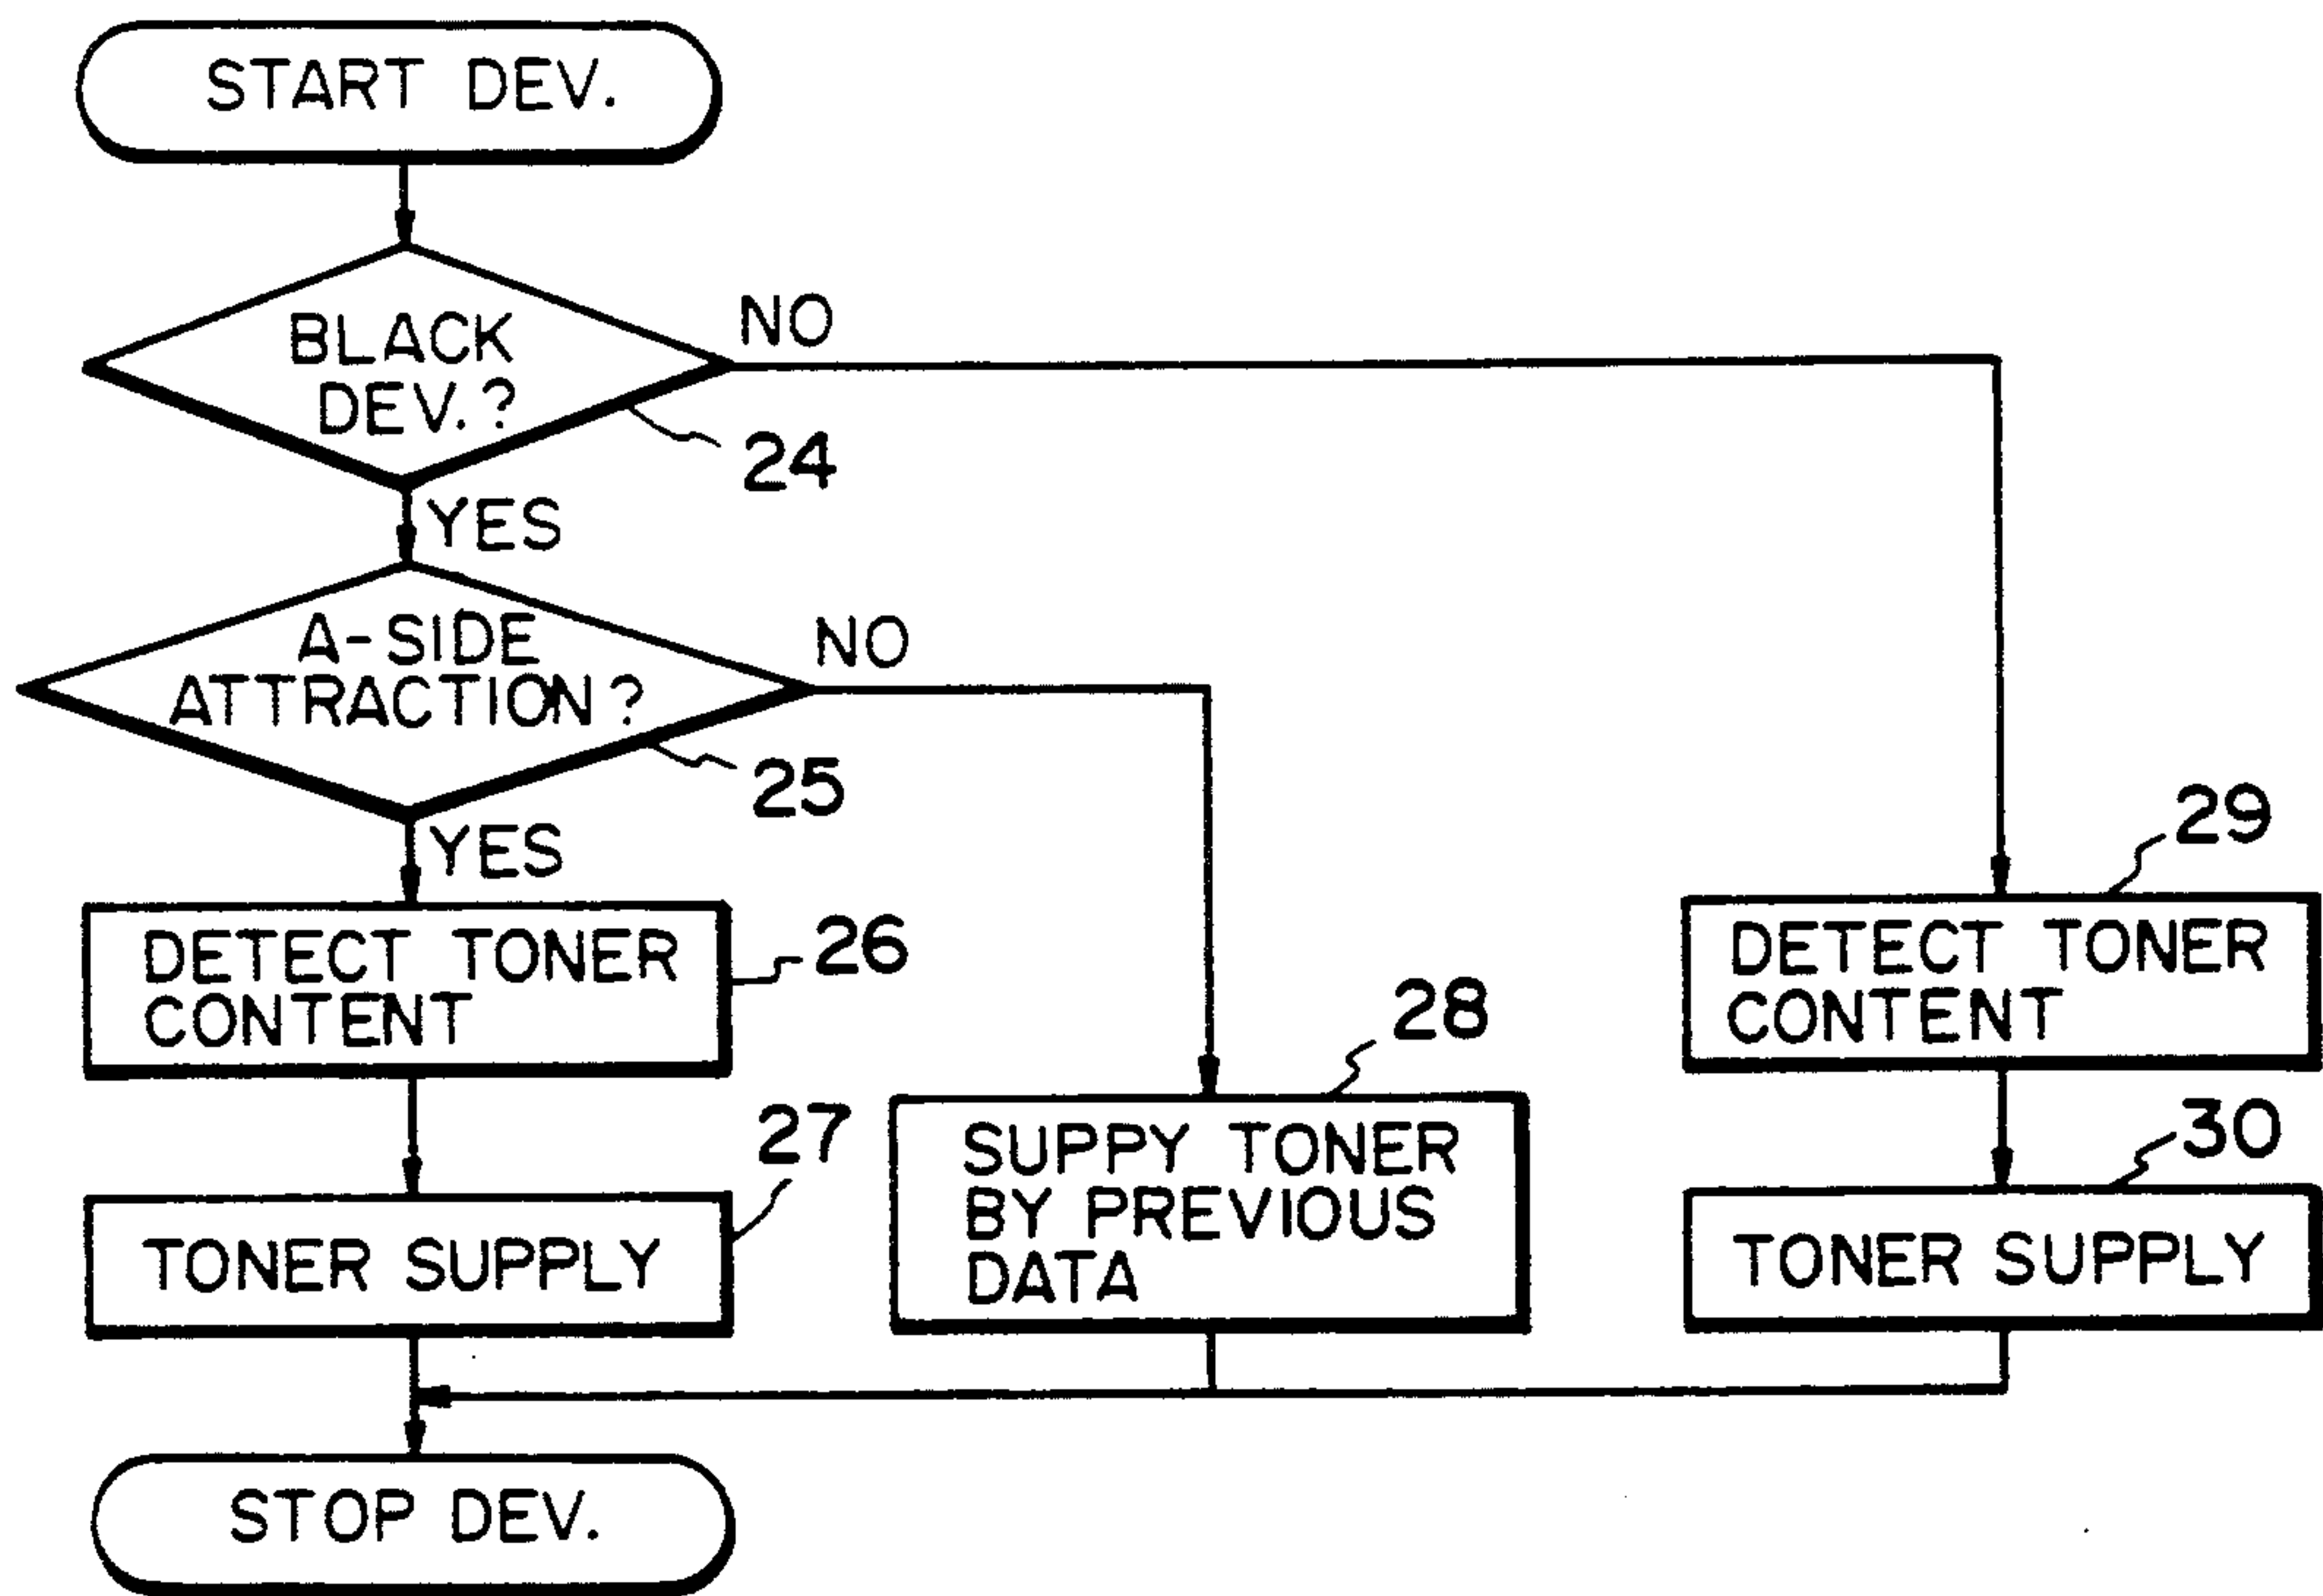 START DEV.
BLACK
DEV.?
NO
24
YES
A-SIDE
ATTRACTION?
NO
25
YES
DETECT TONER
CONTENT
26
TONER SUPPLY
27
SUPPY TONER
BY PREVIOUS
DATA
28
DETECT TONER
CONTENT
29
TONER SUPPLY
30
STOP DEV.